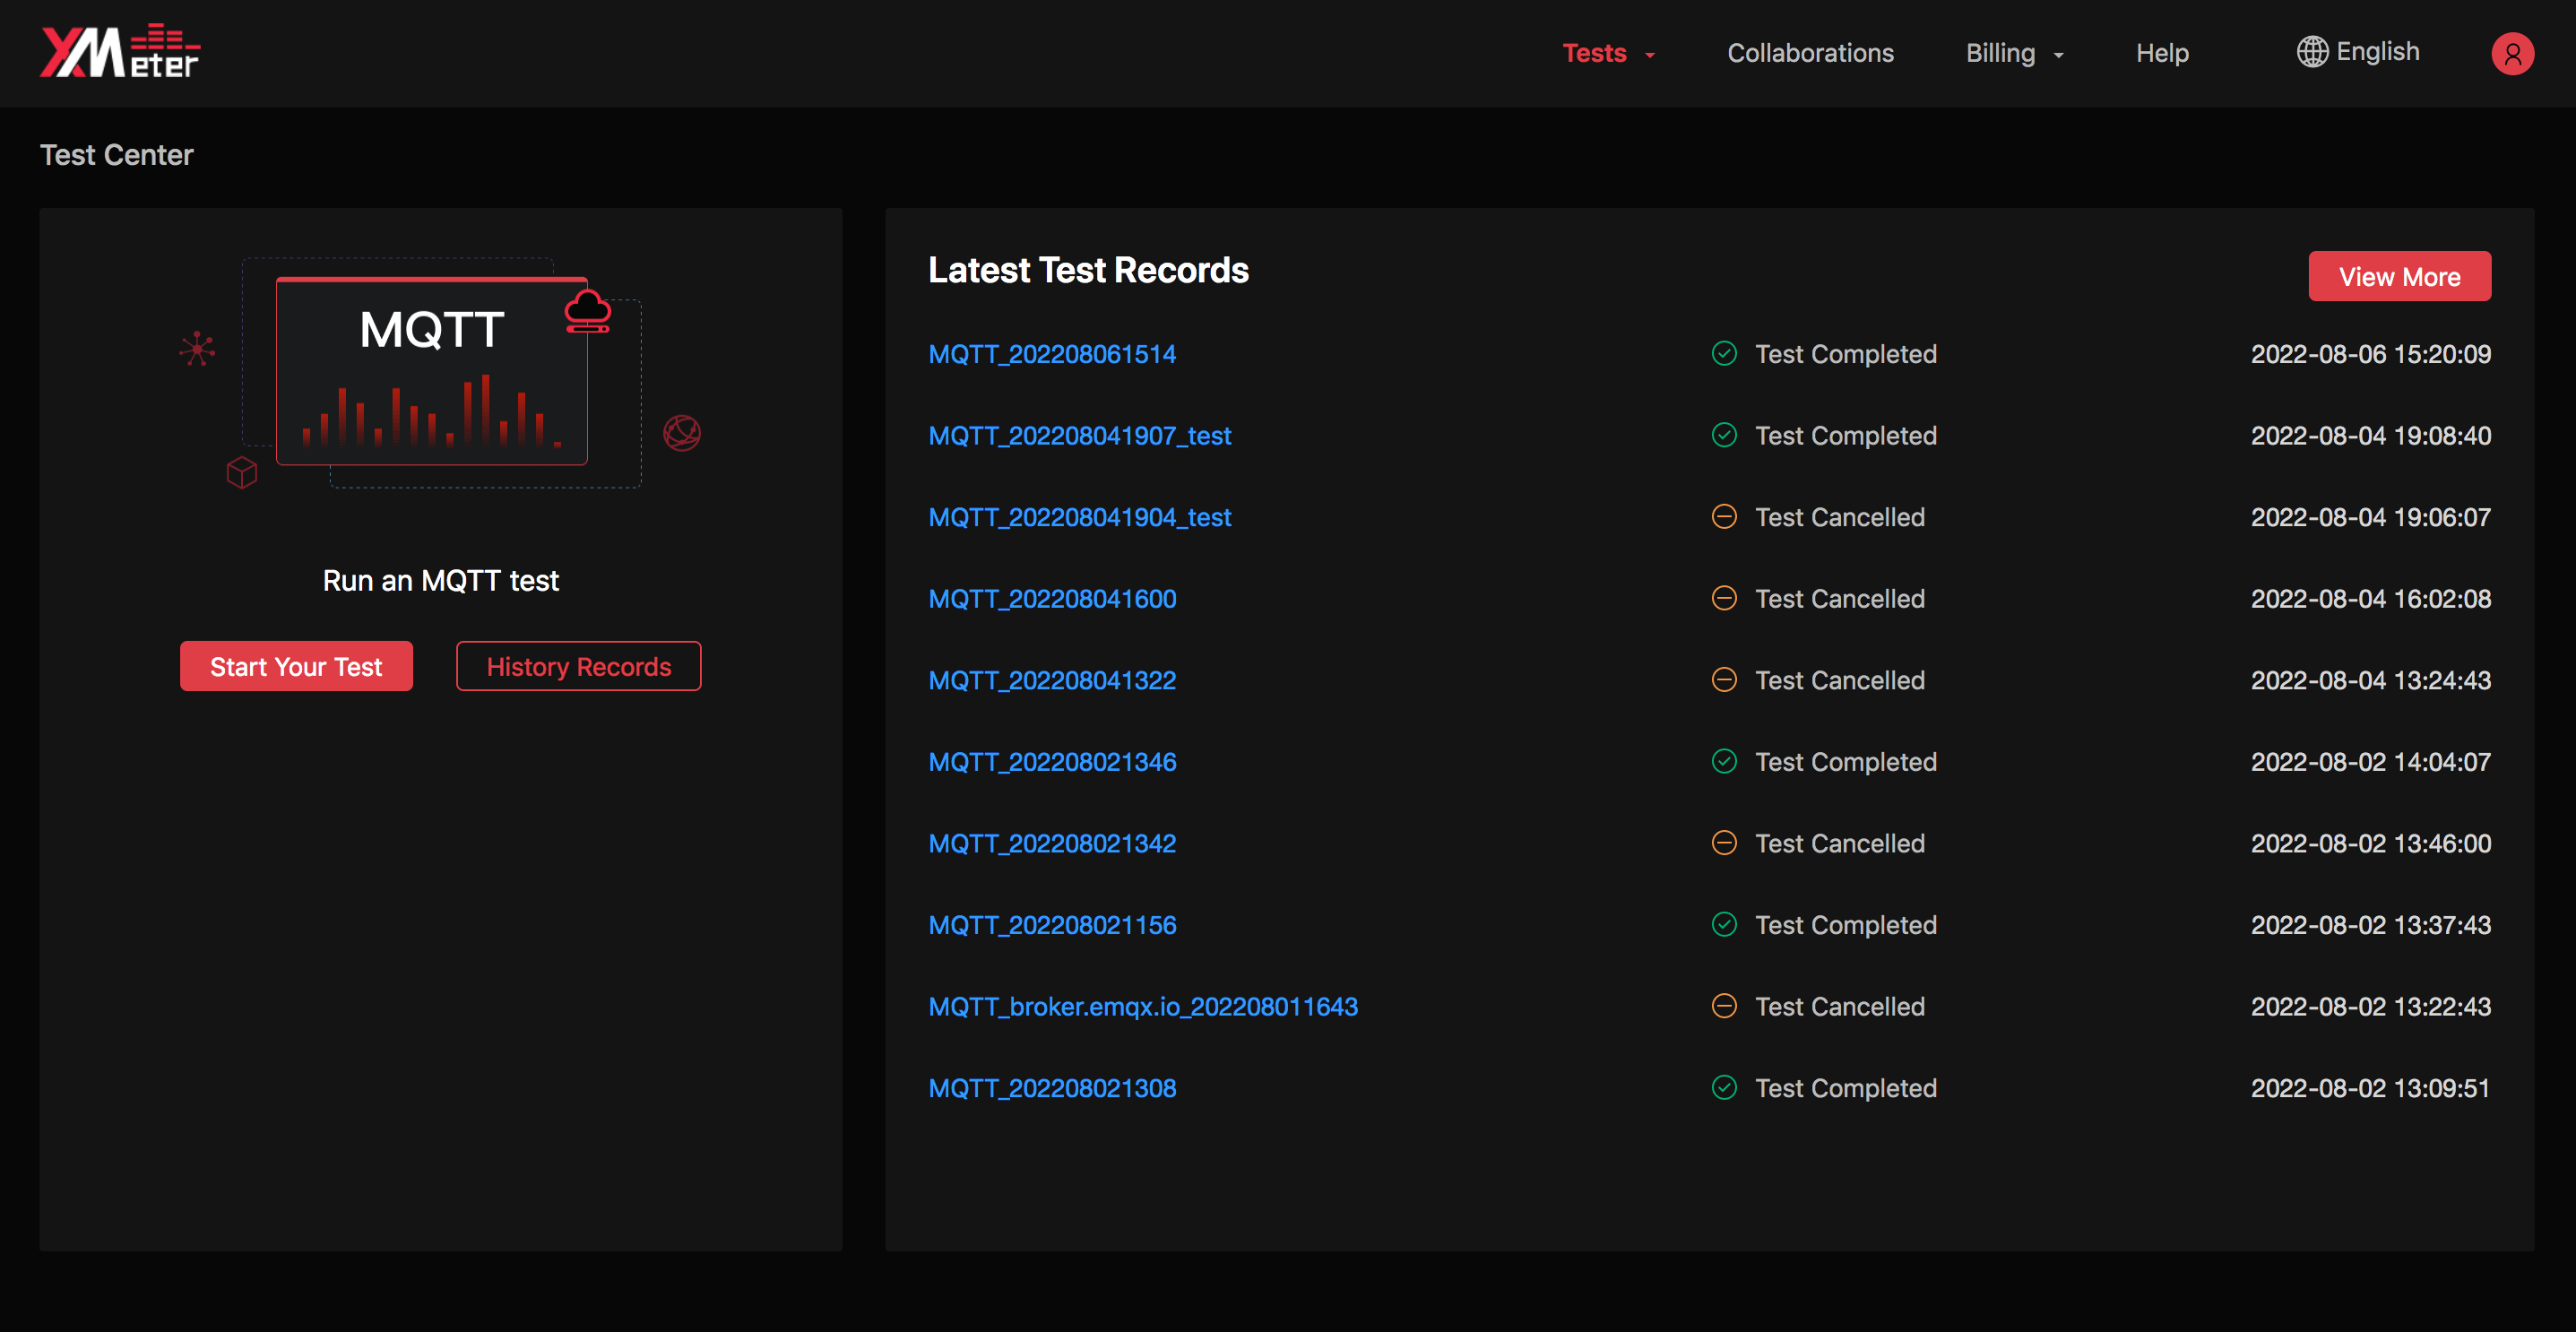 XMeter
Tests
Collaborations
Billing
Help
English
Test Center
MQTT
Run an MQTT test
Start Your Test
History Records
Latest Test Records
View More
MQTT_202208061514 Test Completed 2022-08-06 15:20:09
MQTT_202208041907_test Test Completed 2022-08-04 19:08:40
MQTT_202208041904_test Test Cancelled 2022-08-04 19:06:07
MQTT_202208041600 Test Cancelled 2022-08-04 16:02:08
MQTT_202208041322 Test Cancelled 2022-08-04 13:24:43
MQTT_202208021346 Test Completed 2022-08-02 14:04:07
MQTT_202208021342 Test Cancelled 2022-08-02 13:46:00
MQTT_202208021156 Test Completed 2022-08-02 13:37:43
MQTT_broker.emqx.io_202208011643 Test Cancelled 2022-08-02 13:22:43
MQTT_202208021308 Test Completed 2022-08-02 13:09:51